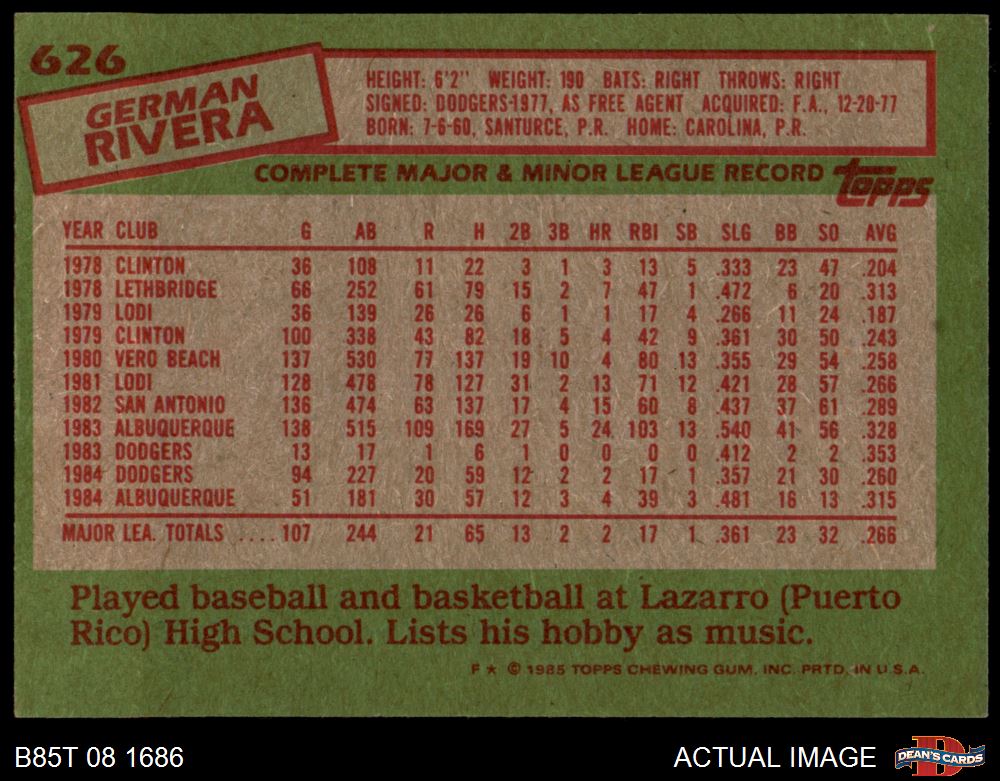 626
GERMAN
RIVERA
HEIGHT: 6'2" WEIGHT: 190 BATS: RIGHT THROWS: RIGHT
SIGNED: DODGERS-1977, AS FREE AGENT ACQUIRED: F.A., 12-20-77
BORN: 7-6-60, SANTURCE, P.R. HOME: CAROLINA, P.R.
COMPLETE MAJOR & MINOR LEAGUE RECORD topps
YEAR CLUB G AB R H 2B 3B HR RBI SB SLG BB SO AVG
1978 CLINTON 36 108 11 22 3 1 3 13 5 .333 23 47 .204
1978 LETHBRIDGE 66 252 61 79 15 2 7 47 1 .472 6 20 .313
1979 LODI 36 139 26 26 6 1 1 17 4 .266 11 24 .187
1979 CLINTON 100 338 43 82 18 5 4 42 9 .361 30 50 .243
1980 VERO BEACH 137 530 77 137 19 10 4 80 13 .355 29 54 .258
1981 LODI 128 478 78 127 31 2 13 71 12 .421 28 57 .266
1982 SAN ANTONIO 136 474 63 137 17 4 15 60 8 .437 37 61 .289
1983 ALBUQUERQUE 138 515 109 169 27 5 24 103 13 .540 41 56 .328
1983 DODGERS 13 17 1 6 1 0 0 0 0 .412 2 2 .353
1984 DODGERS 94 227 20 59 12 2 2 17 1 .357 21 30 .260
1984 ALBUQUERQUE 51 181 30 57 12 3 4 39 3 .481 16 13 .315
MAJOR LEA. TOTALS ....107 244 21 65 13 2 2 17 1 .361 23 32 .266
Played baseball and basketball at Lazarro (Puerto
Rico) High School. Lists his hobby as music.
F★ © 1985 TOPPS CHEWING GUM, INC. PRTD. IN U.S.A.
B85T 08 1686 ACTUAL IMAGE DEAN'S CARDS